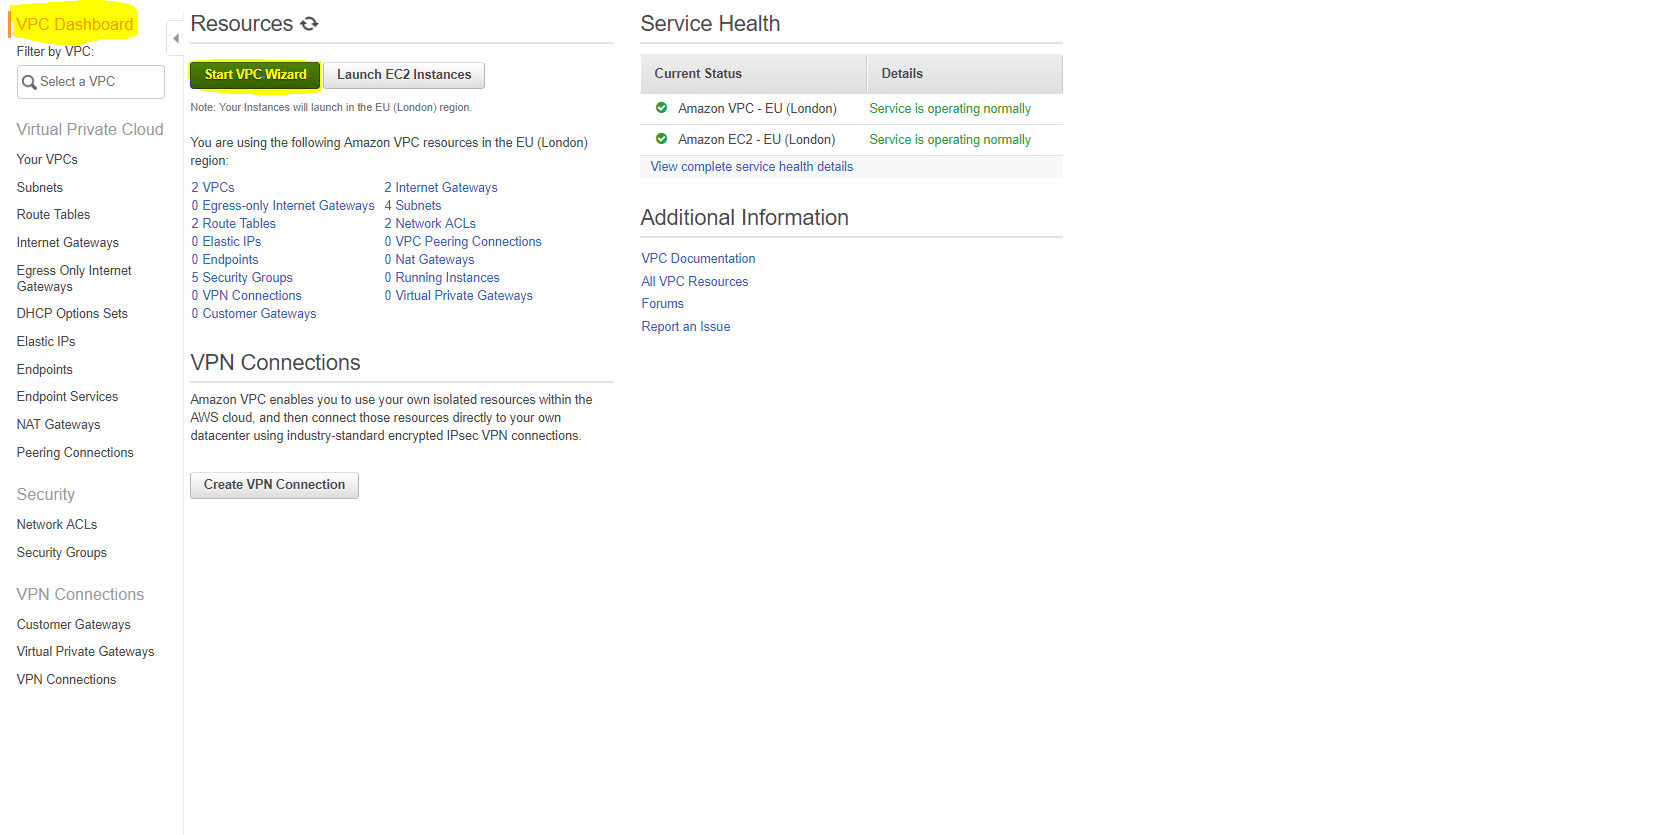 VPC Dashboard
Filter by VPC:
Select a VPC
Virtual Private Cloud
Your VPCs
Subnets
Route Tables
Internet Gateways
Egress Only Internet
Gateways
DHCP Options Sets
Elastic IPs
Endpoints
Endpoint Services
NAT Gateways
Peering Connections
Security
Network ACLs
Security Groups
VPN Connections
Customer Gateways
Virtual Private Gateways
VPN Connections
Resources
Start VPC Wizard
Launch EC2 Instances
Note: Your Instances will launch in the EU (London) region.
You are using the following Amazon VPC resources in the EU (London)
region:
2 VPCs
2 Internet Gateways
0 Egress-only Internet Gateways
4 Subnets
2 Route Tables
2 Network ACLs
0 Elastic IPs
0 VPC Peering Connections
0 Endpoints
0 Nat Gateways
5 Security Groups
0 Running Instances
0 VPN Connections
0 Virtual Private Gateways
0 Customer Gateways
VPN Connections
Amazon VPC enables you to use your own isolated resources within the
AWS cloud, and then connect those resources directly to your own
datacenter using industry-standard encrypted IPsec VPN connections.
Create VPN Connection
Service Health
Current Status
Details
Amazon VPC - EU (London)
Service is operating normally
Amazon EC2 - EU (London)
Service is operating normally
View complete service health details
Additional Information
VPC Documentation
All VPC Resources
Forums
Report an Issue